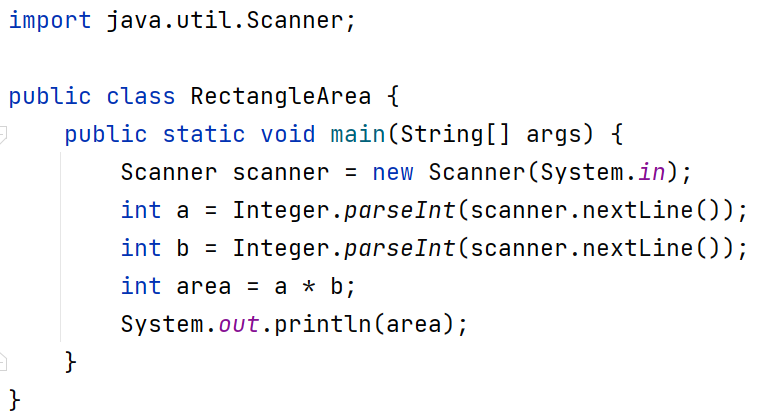 import java.util.Scanner;
public class RectangleArea {
public static void main(String[] args) {
Scanner scanner = new Scanner(System.in);
int a = Integer.parseInt(scanner.nextLine());
int b = Integer.parseInt(scanner.nextLine());
int area = a * b;
System.out.println(area);
}
}